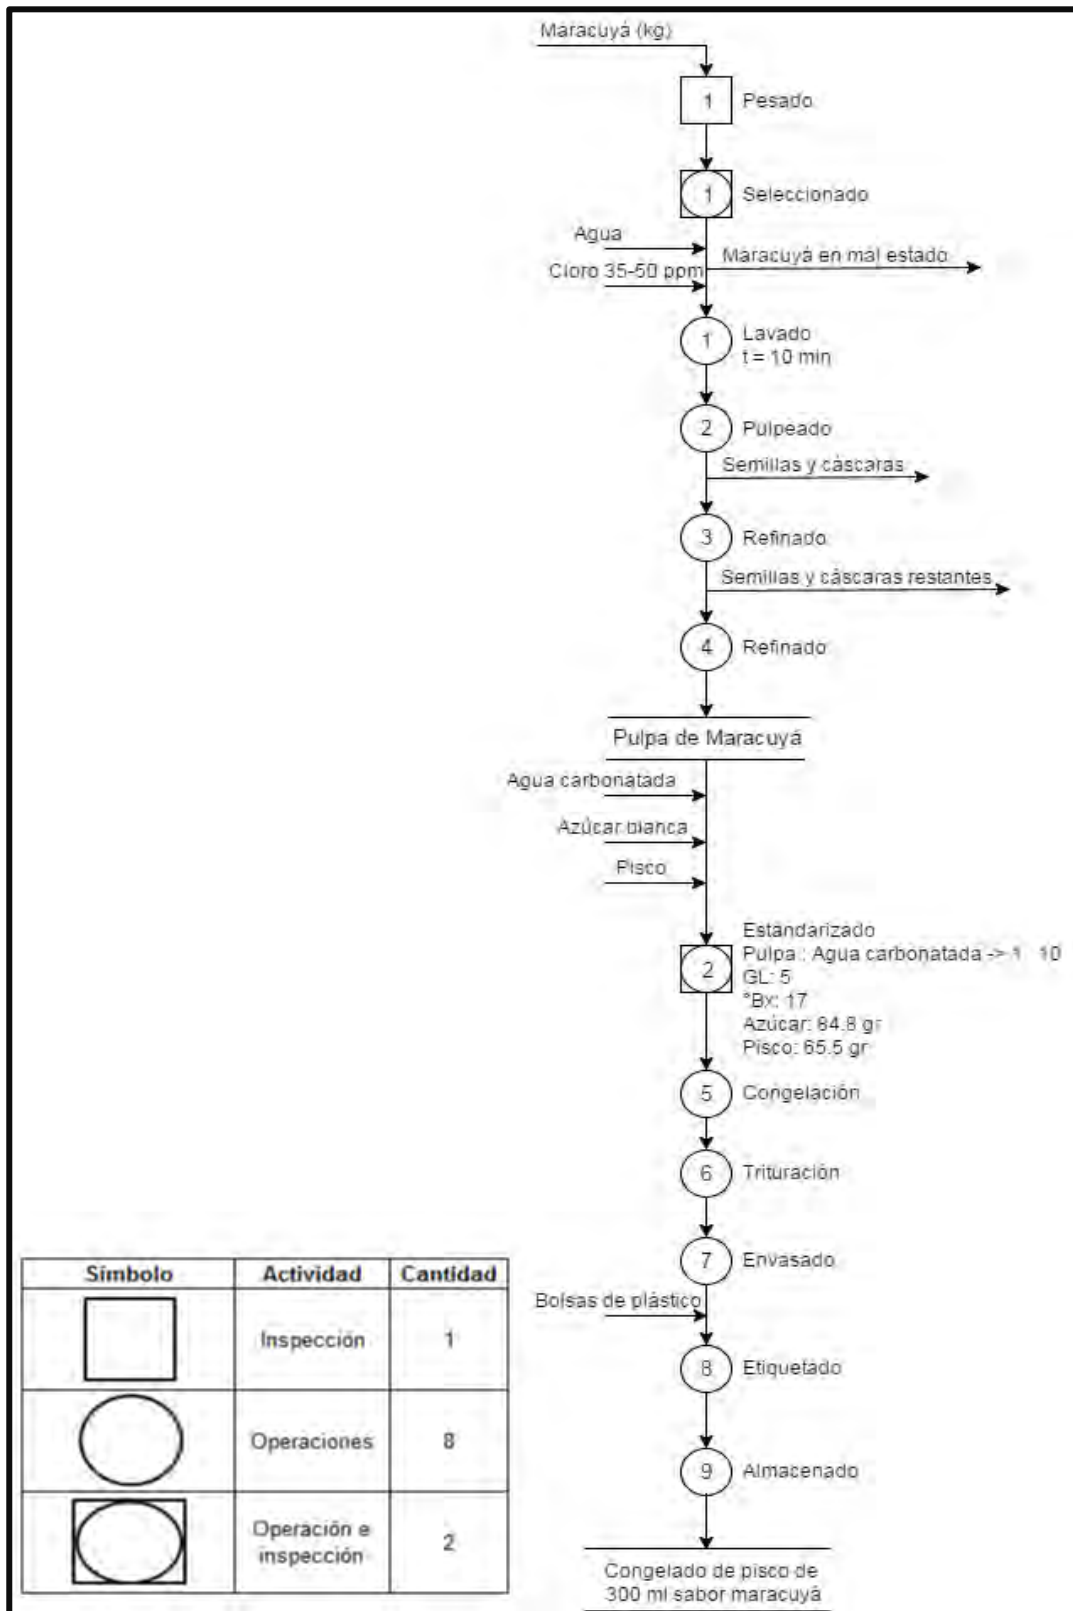 Maracuyá (kg)
1
Pesado
1
Seleccionado
Agua
Maracuyá en mal estado
Cloro 35-50 ppm
1
Lavado
t = 10 min
2
Pulpeado
Semillas y cáscaras
3
Refinado
Semillas y cáscaras restantes
4
Refinado
Pulpa de Maracuyá
Agua carbonatada
Azúcar blanca
Pisco
2
Estandarizado
Pulpa : Agua carbonatada -> 1 10
GL: 5
°Bx: 17
Azúcar: 84.8 gr
Pisco: 65.5 gr
5
Congelación
6
Trituración
7
Envasado
Bolsas de plástico
8
Etiquetado
9
Almacenado
Congelado de pisco de
300 ml sabor maracuyá
Símbolo Actividad Cantidad
Inspección 1
Operaciones 8
Operación e
inspección 2